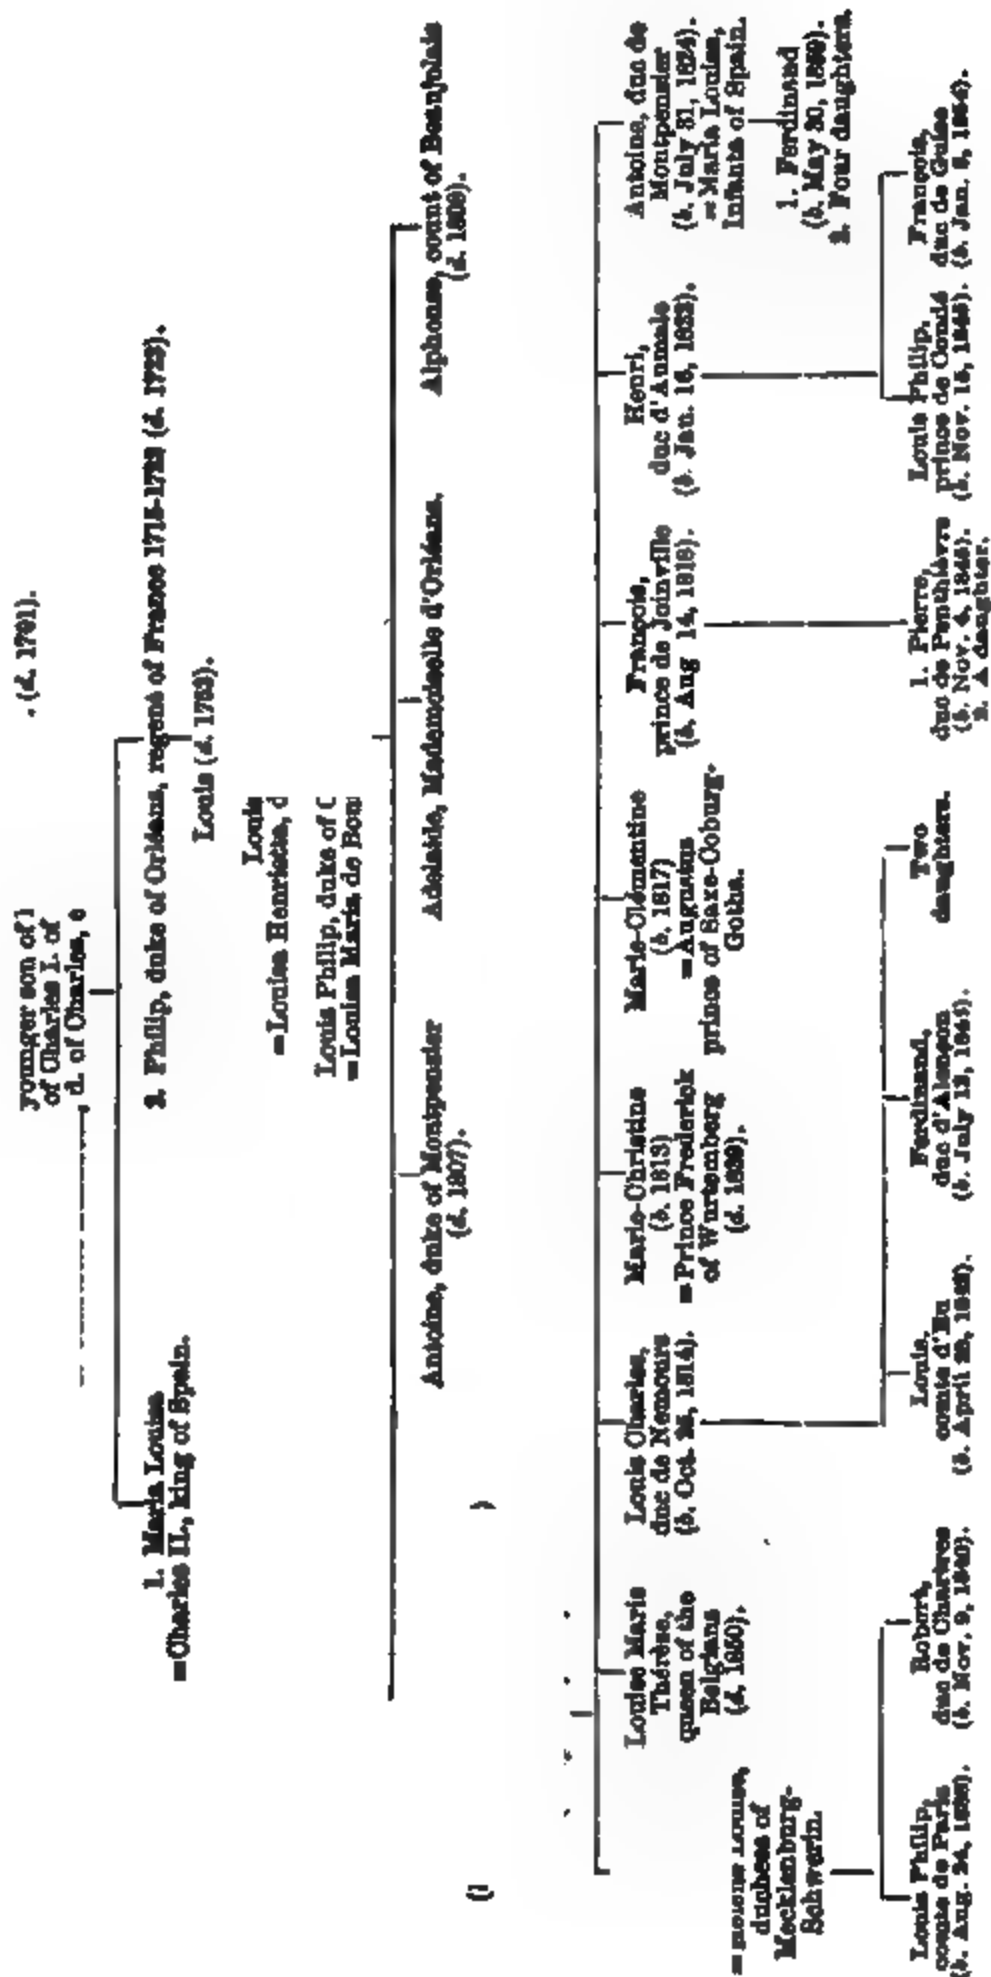 younger son of
of Charles I. of
d. of Charles,
(d. 1701).
1. Maria Louisa
=Charles II., king of Spain.
2. Philip, duke of Orléans, regent of France 1715-1723 (d. 1723).
Louis (d. 1752).
Louis
=Louisa Henrietta, d
Louis Philip, duke of
=Louisa Maria de
Antoine, duke of Montpensier
(d. 1807).
Adelaide, Mademoiselle d'Orléans.
Alphonse, count of Beaujolais
(d. 1808).
Louise Marie
Thérèse,
queen of the
Belgians
(d. 1850).
Louis Charles,
duc de Nemours
(b. Oct. 25, 1814).
Marie-Christine
(b. 1813)
=Prince Frederick
of Wurtemberg
(d. 1839).
Marie-Clémentine
(b. 1817)
=Augustus
prince of Saxe-Coburg-
Gotha.
François,
prince de Joinville
(b. Aug 14, 1818).
Henri,
duc d'Aumale
(b. Jan. 16, 1822).
Antoine, duc de
Montpensier
(b. July 31, 1824).
=Maria Louisa,
Infanta of Spain.
1. Ferdinand
(b. May 30, 1859)
2. Four daughters.
duchess of
Mecklenburg-
Schwerin.
Louis Philip,
comte de Paris
(b. Aug. 24, 1838).
Robert,
duc de Chartres
(b. Nov. 9, 1840).
Louis,
comte d'Eu
(b. April 28, 1842).
Ferdinand,
duc d'Alençon
(b. July 12, 1844).
Two
daughters.
1. Pierre,
duc de Penthièvre
(b. Nov. 4, 1845).
2. A daughter.
Louis Philip,
prince de Condé
(b. Nov. 15, 1845).
François,
duc de Guise
(b. Jan. 5, 1854).